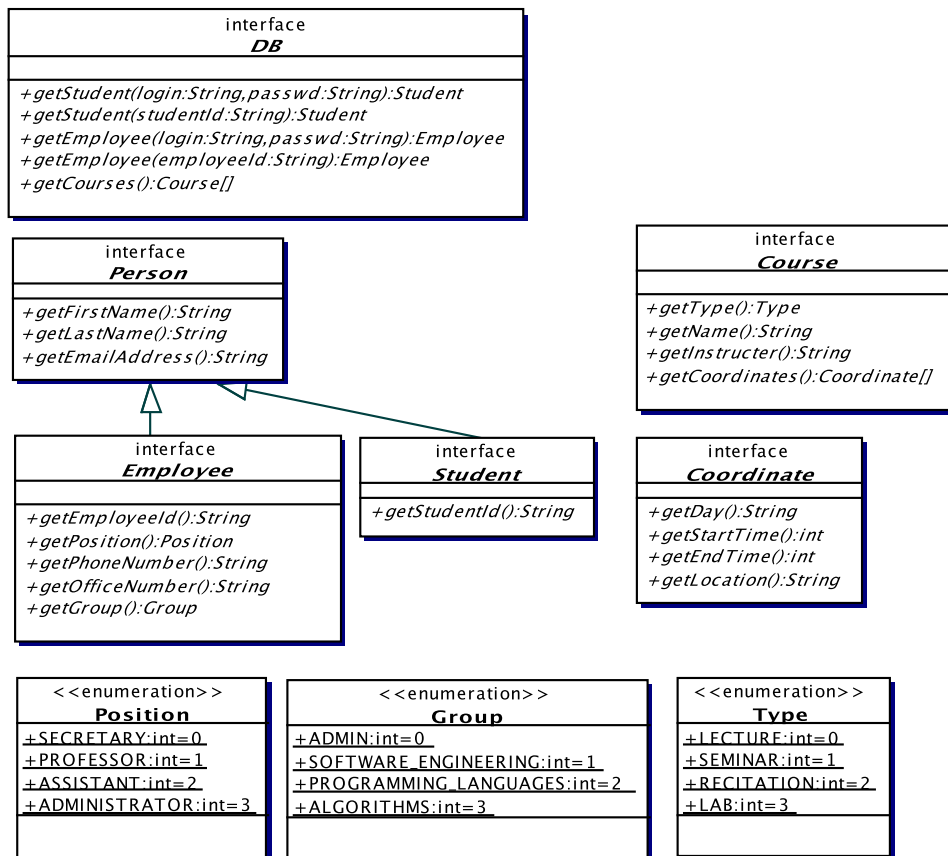 interface
DB
+getStudent(login:String,passwd:String):Student
+getStudent(studentId:String):Student
+getEmployee(login:String,passwd:String):Employee
+getEmployee(employeeId:String):Employee
+getCourses():Course[]
interface
Person
+getFirstName():String
+getLastName():String
+getEmailAddress():String
interface
Course
+getType():Type
+getName():String
+getInstructer():String
+getCoordinates():Coordinate[]
interface
Employee
+getEmployeeId():String
+getPosition():Position
+getPhoneNumber():String
+getOfficeNumber():String
+getGroup():Group
interface
Student
+getStudentId():String
interface
Coordinate
+getDay():String
+getStartTime():int
+getEndTime():int
+getLocation():String
<<enumeration>>
Position
+SECRETARY:int=0
+PROFESSOR:int=1
+ASSISTANT:int=2
+ADMINISTRATOR:int=3
<<enumeration>>
Group
+ADMIN:int=0
+SOFTWARE_ENGINEERING:int=1
+PROGRAMMING_LANGUAGES:int=2
+ALGORITHMS:int=3
<<enumeration>>
Type
+LECTURE:int=0
+SEMINAR:int=1
+RECITATION:int=2
+LAB:int=3